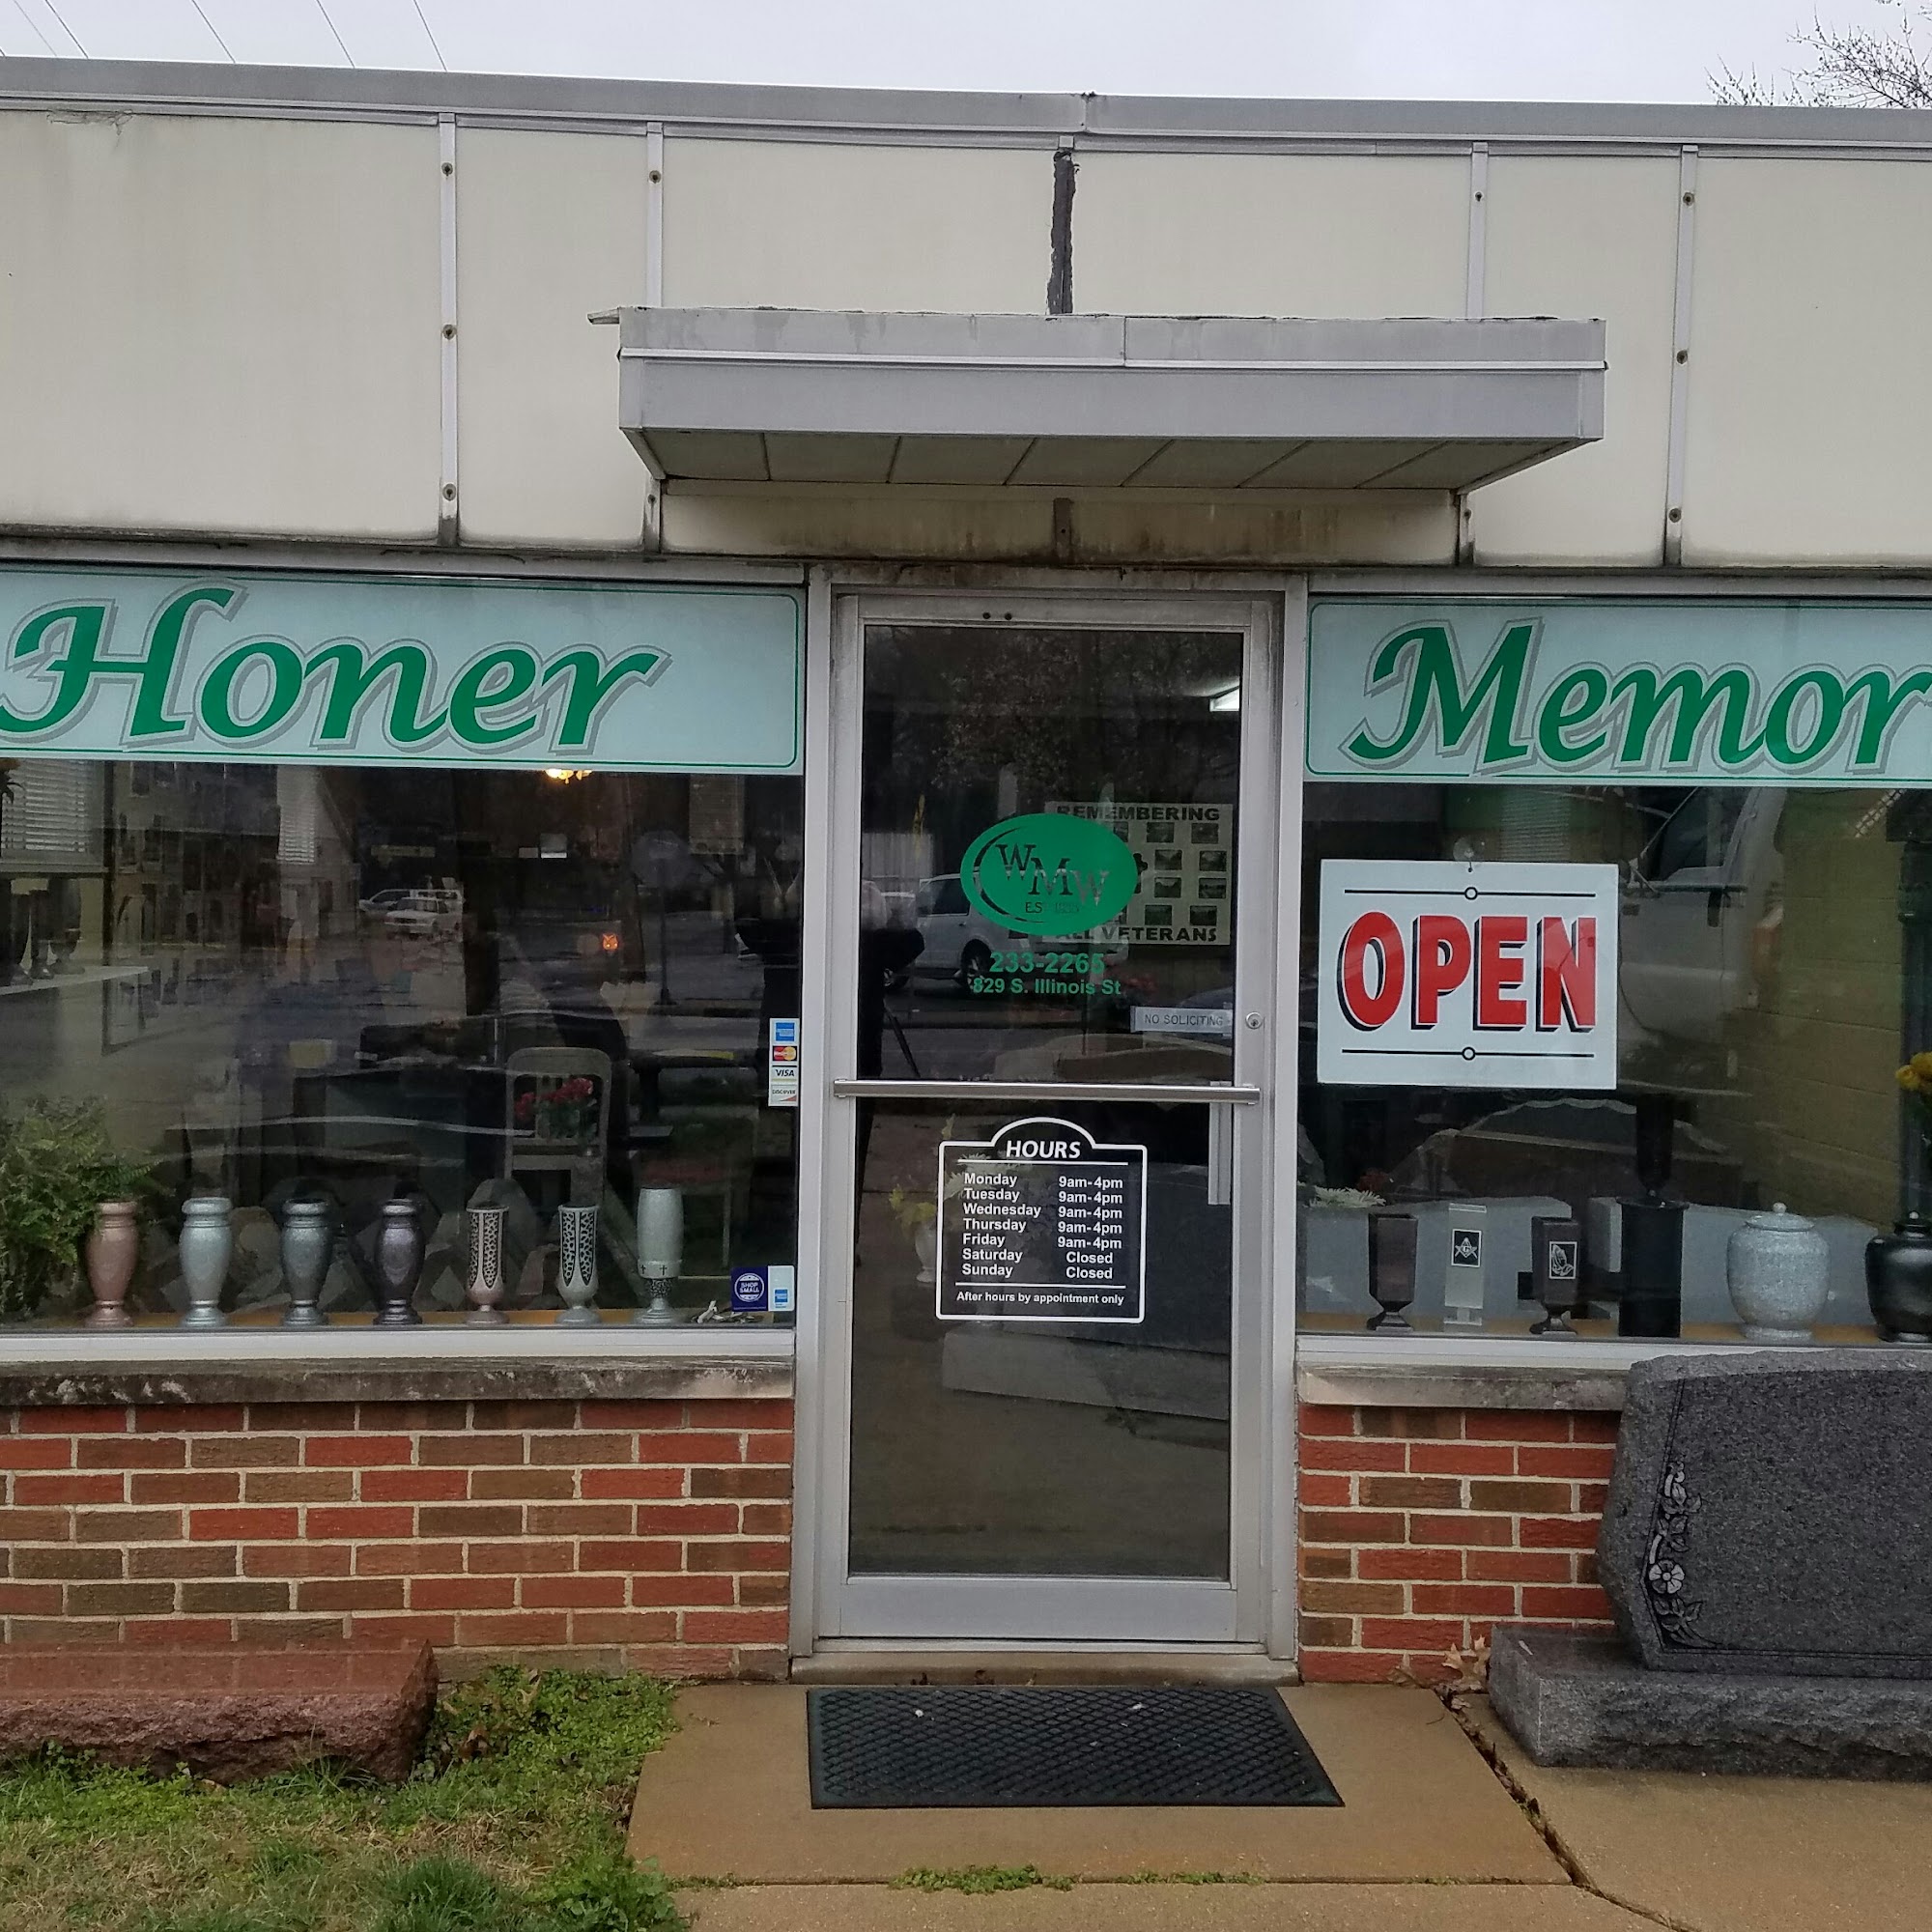 Honer
Memor
REMEMBERING
WMW
ALL VETERANS
233-2265
829 S. Illinois St
NO SOLICITING
OPEN
MasterCard
VISA
DISCOVER
HOURS
Monday 9am-4pm
Tuesday 9am-4pm
Wednesday 9am-4pm
Thursday 9am-4pm
Friday 9am-4pm
Saturday Closed
Sunday Closed
After hours by appointment only
SHOP
SMALL